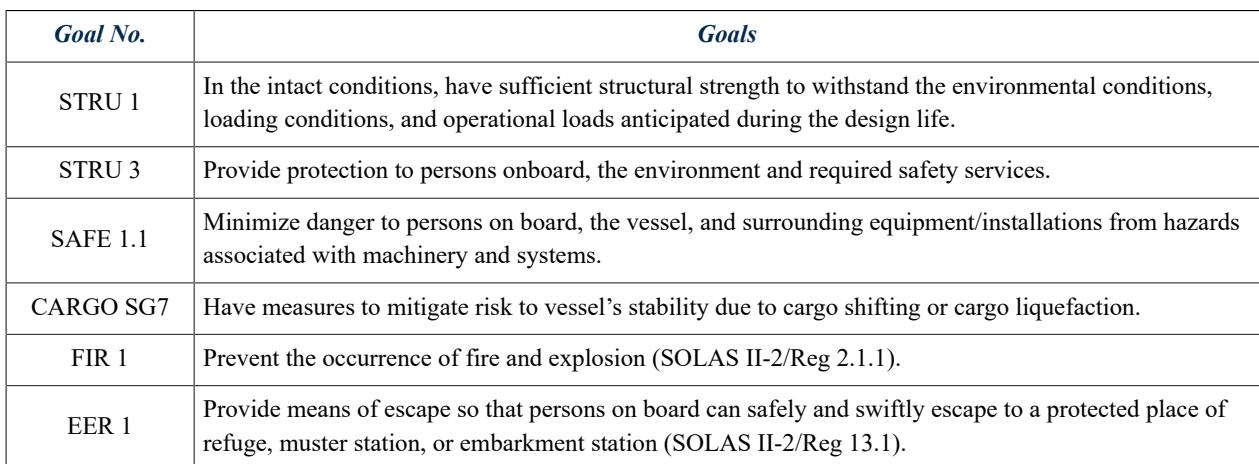 Goal No. Goals
STRU 1 In the intact conditions, have sufficient structural strength to withstand the environmental conditions,
loading conditions, and operational loads anticipated during the design life.
STRU 3 Provide protection to persons onboard, the environment and required safety services.
SAFE 1.1 Minimize danger to persons on board, the vessel, and surrounding equipment/installations from hazards
associated with machinery and systems.
CARGO SG7 Have measures to mitigate risk to vessel’s stability due to cargo shifting or cargo liquefaction.
FIR 1 Prevent the occurrence of fire and explosion (SOLAS II-2/Reg 2.1.1).
EER 1 Provide means of escape so that persons on board can safely and swiftly escape to a protected place of
refuge, muster station, or embarkment station (SOLAS II-2/Reg 13.1).